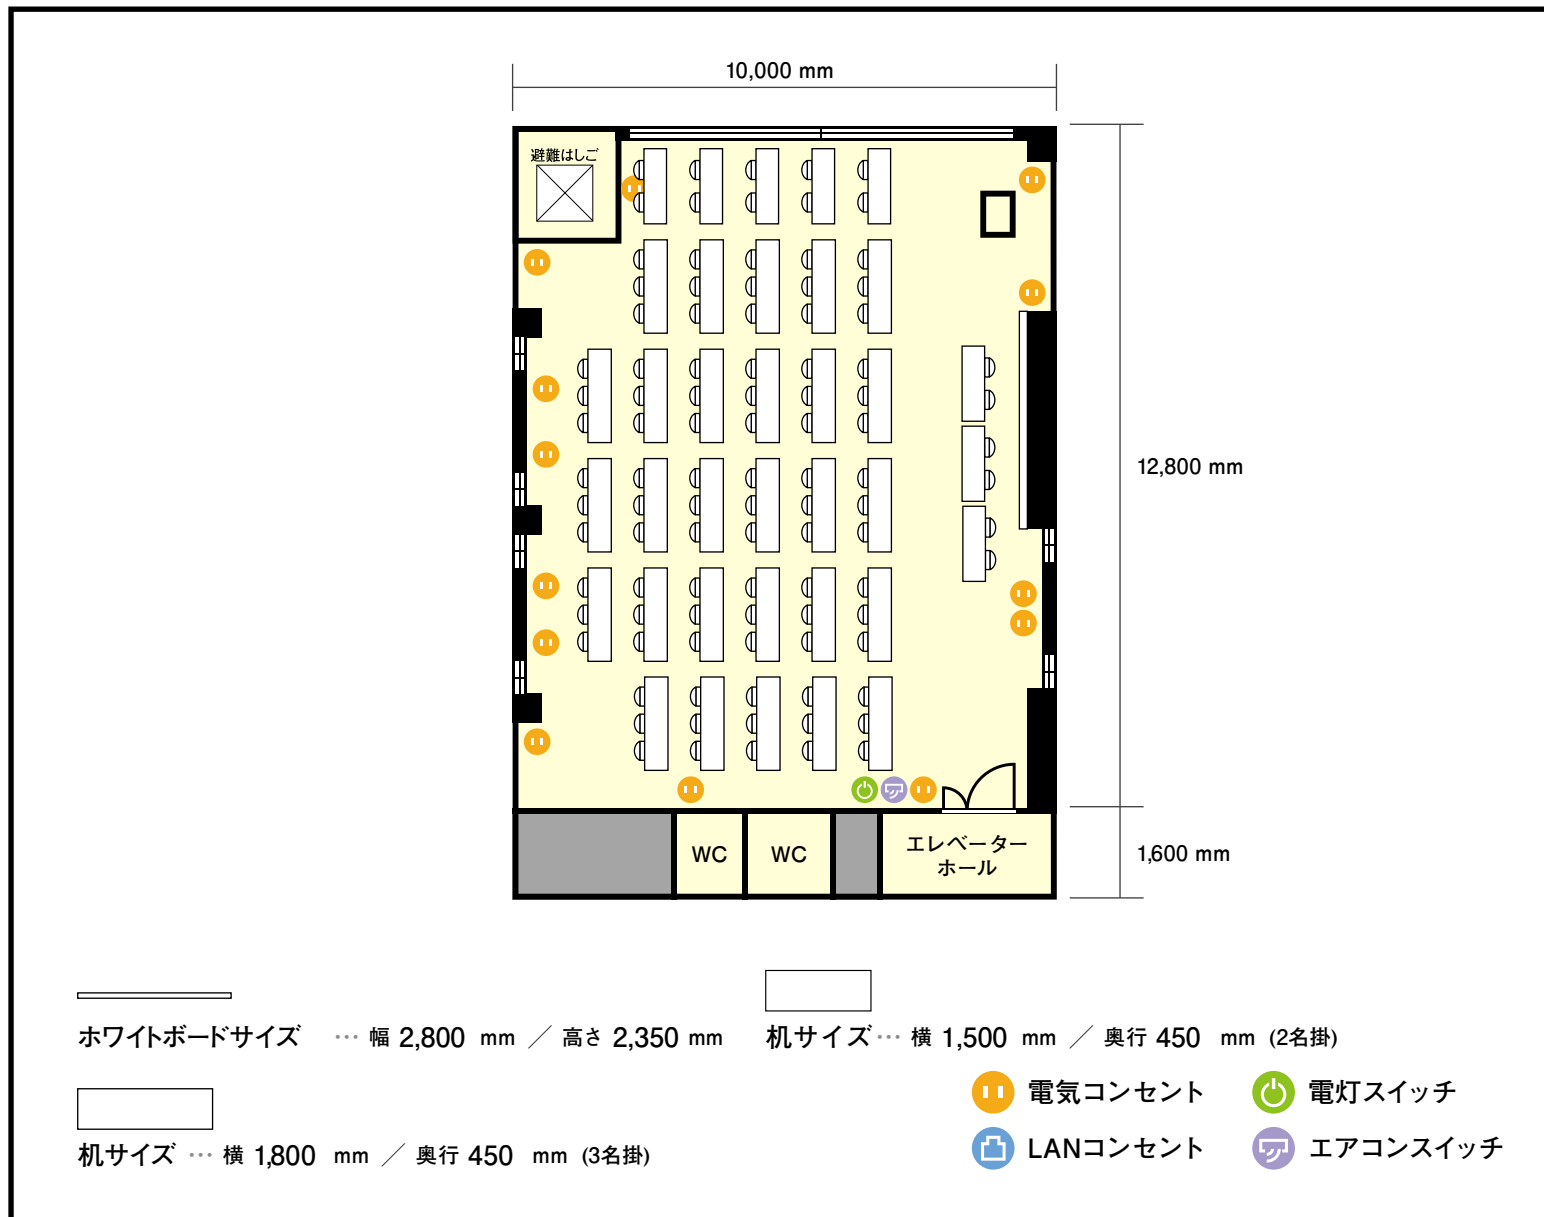 10,000 mm
避難はしご
12,800 mm
WC
WC
エレベーター
ホール
1,600 mm
ホワイトボードサイズ … 幅 2,800 mm ／ 高さ 2,350 mm
机サイズ … 横 1,500 mm ／ 奥行 450 mm (2名掛)
机サイズ … 横 1,800 mm ／ 奥行 450 mm (3名掛)
電気コンセント
電灯スイッチ
LANコンセント
エアコンスイッチ